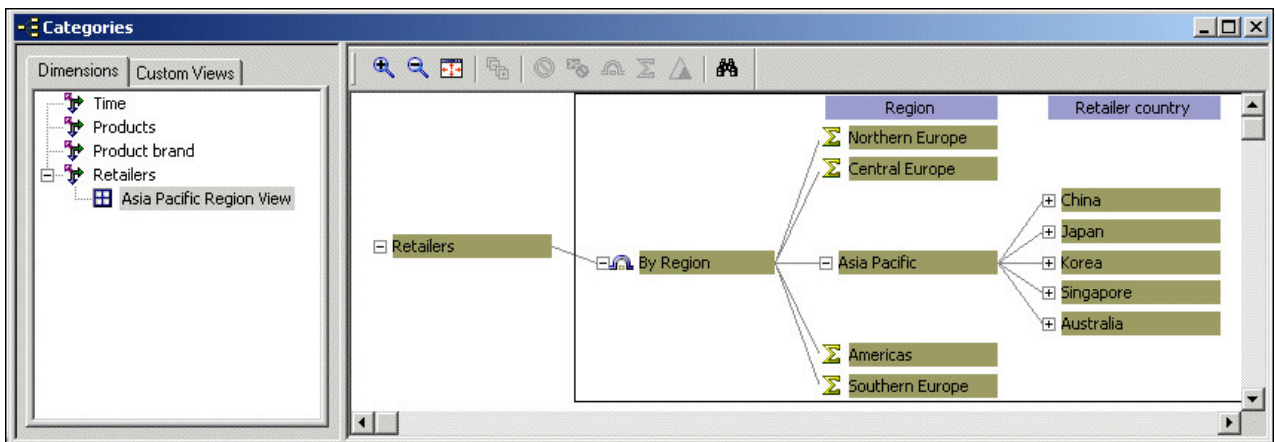 Categories
Dimensions
Custom Views
Time
Products
Product brand
Retailers
Asia Pacific Region View
Region
Retailer country
Northern Europe
Central Europe
China
Japan
Retailers
By Region
Asia Pacific
Korea
Singapore
Australia
Americas
Southern Europe